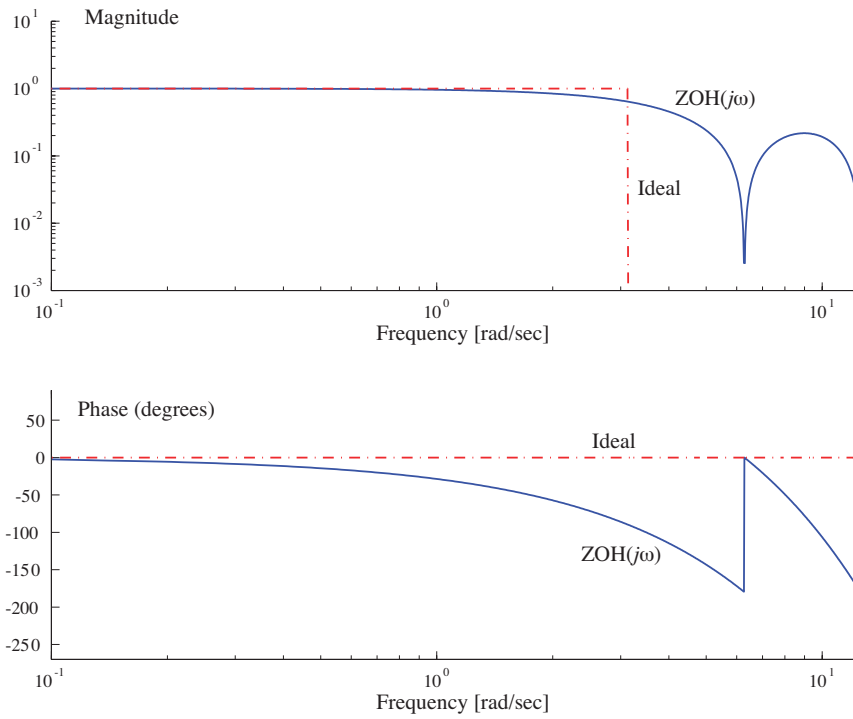 Magnitude
10^1
10^0
10^-1
10^-2
10^-3
ZOH(jω)
Ideal
10^-1 10^0 10^1
Frequency [rad/sec]
Phase (degrees)
50
0
-50
-100
-150
-200
-250
Ideal
ZOH(jω)
10^-1 10^0 10^1
Frequency [rad/sec]